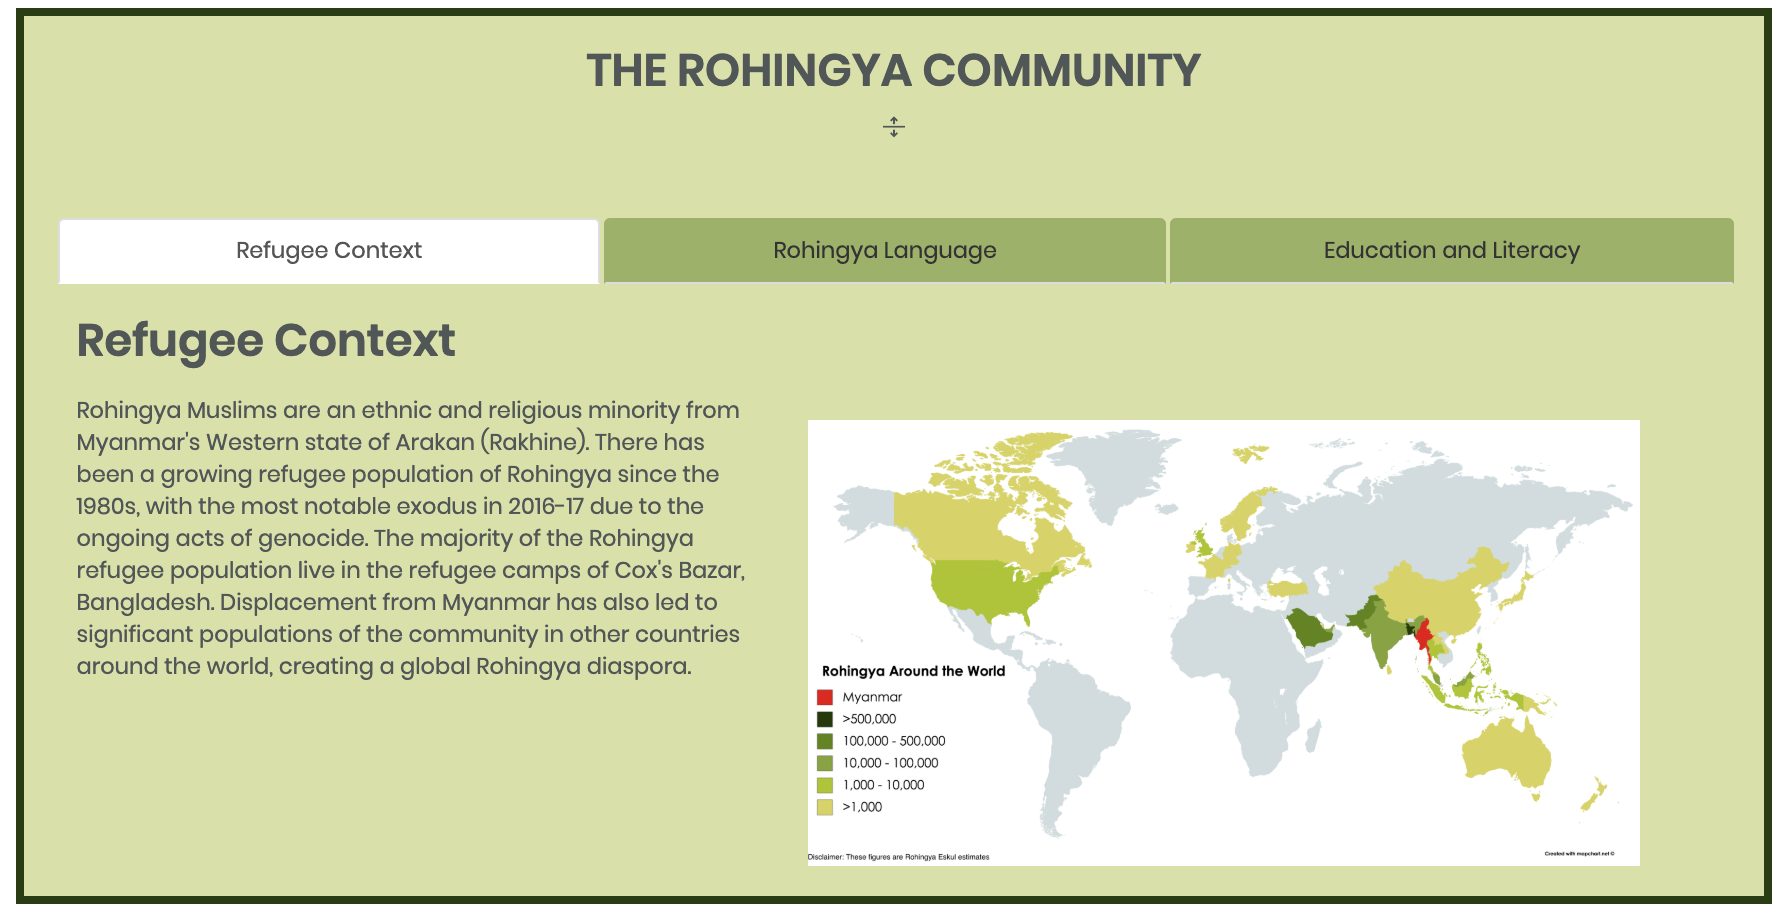 THE ROHINGYA COMMUNITY
Refugee Context
Rohingya Language
Education and Literacy
Refugee Context
Rohingya Muslims are an ethnic and religious minority from
Myanmar's Western state of Arakan (Rakhine). There has
been a growing refugee population of Rohingya since the
1980s, with the most notable exodus in 2016-17 due to the
ongoing acts of genocide. The majority of the Rohingya
refugee population live in the refugee camps of Cox's Bazar,
Bangladesh. Displacement from Myanmar has also led to
significant populations of the community in other countries
around the world, creating a global Rohingya diaspora.
Rohingya Around the World
Myanmar
>500,000
100,000 - 500,000
10,000 - 100,000
1,000 - 10,000
>1,000
Disclaimer: These figures are Rohingya Eskul estimates
Created with mapchart.net ©